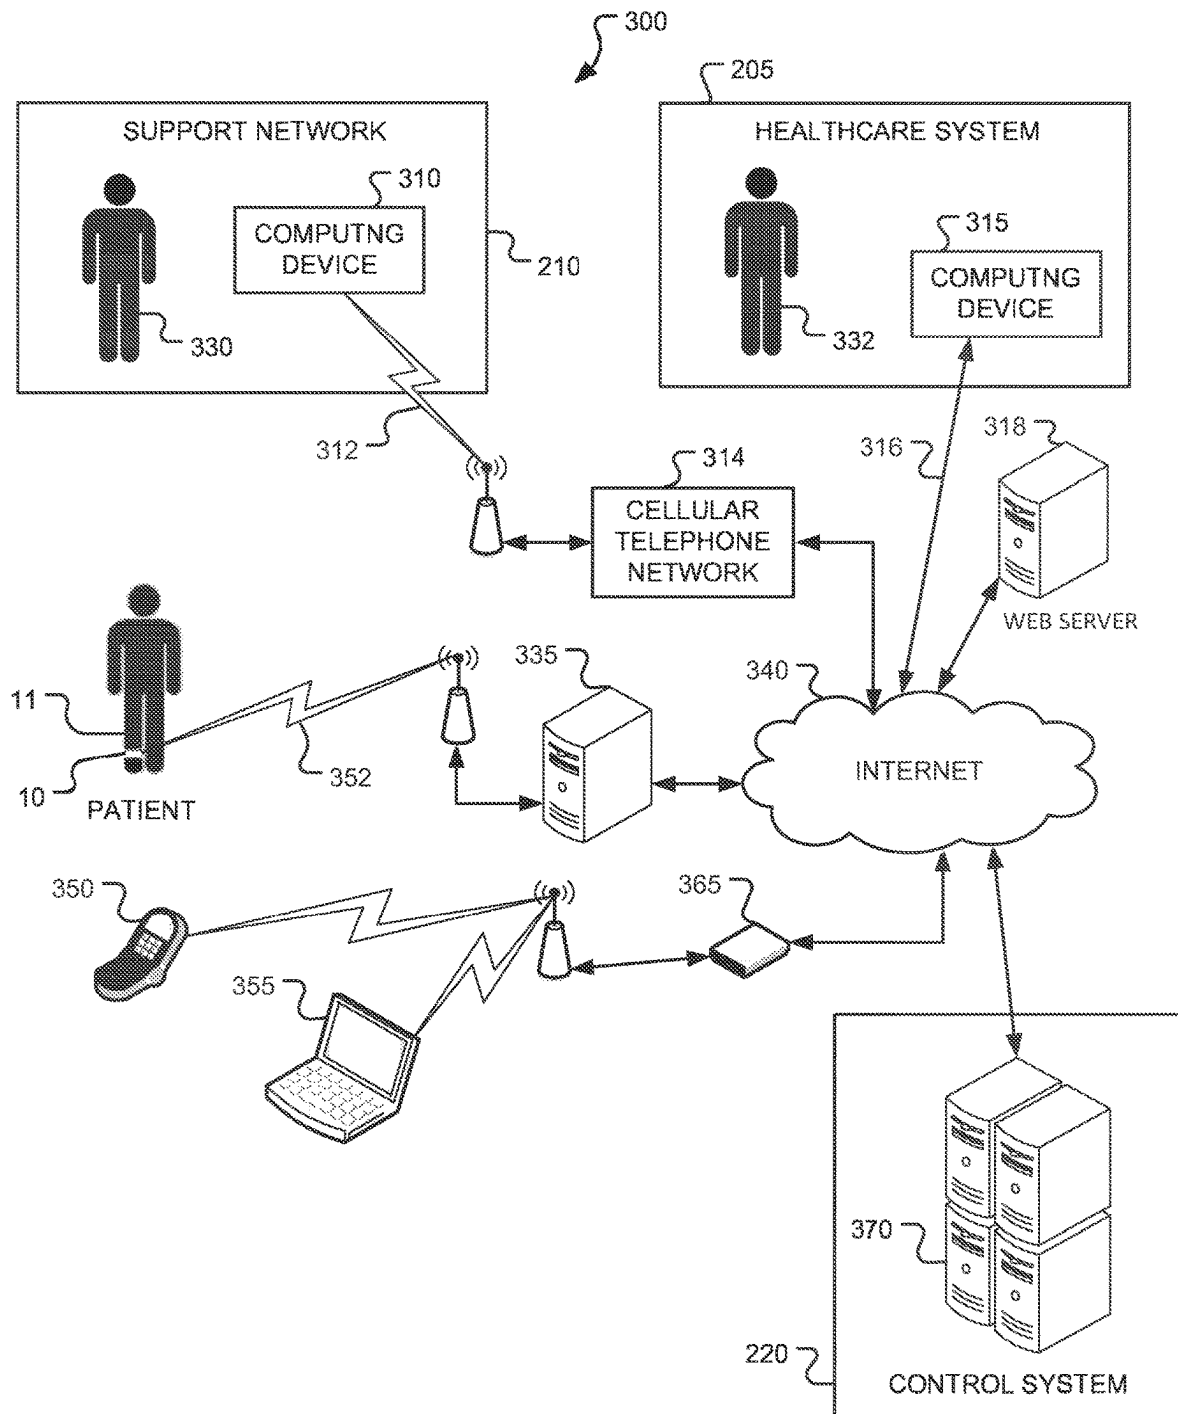 300
205
SUPPORT NETWORK
HEALTHCARE SYSTEM
310
COMPUTNG
DEVICE
210
330
315
COMPUTNG
DEVICE
332
312
314
CELLULAR
TELEPHONE
NETWORK
316
318
WEB SERVER
11
10
PATIENT
352
335
340
INTERNET
350
355
365
370
220
CONTROL SYSTEM